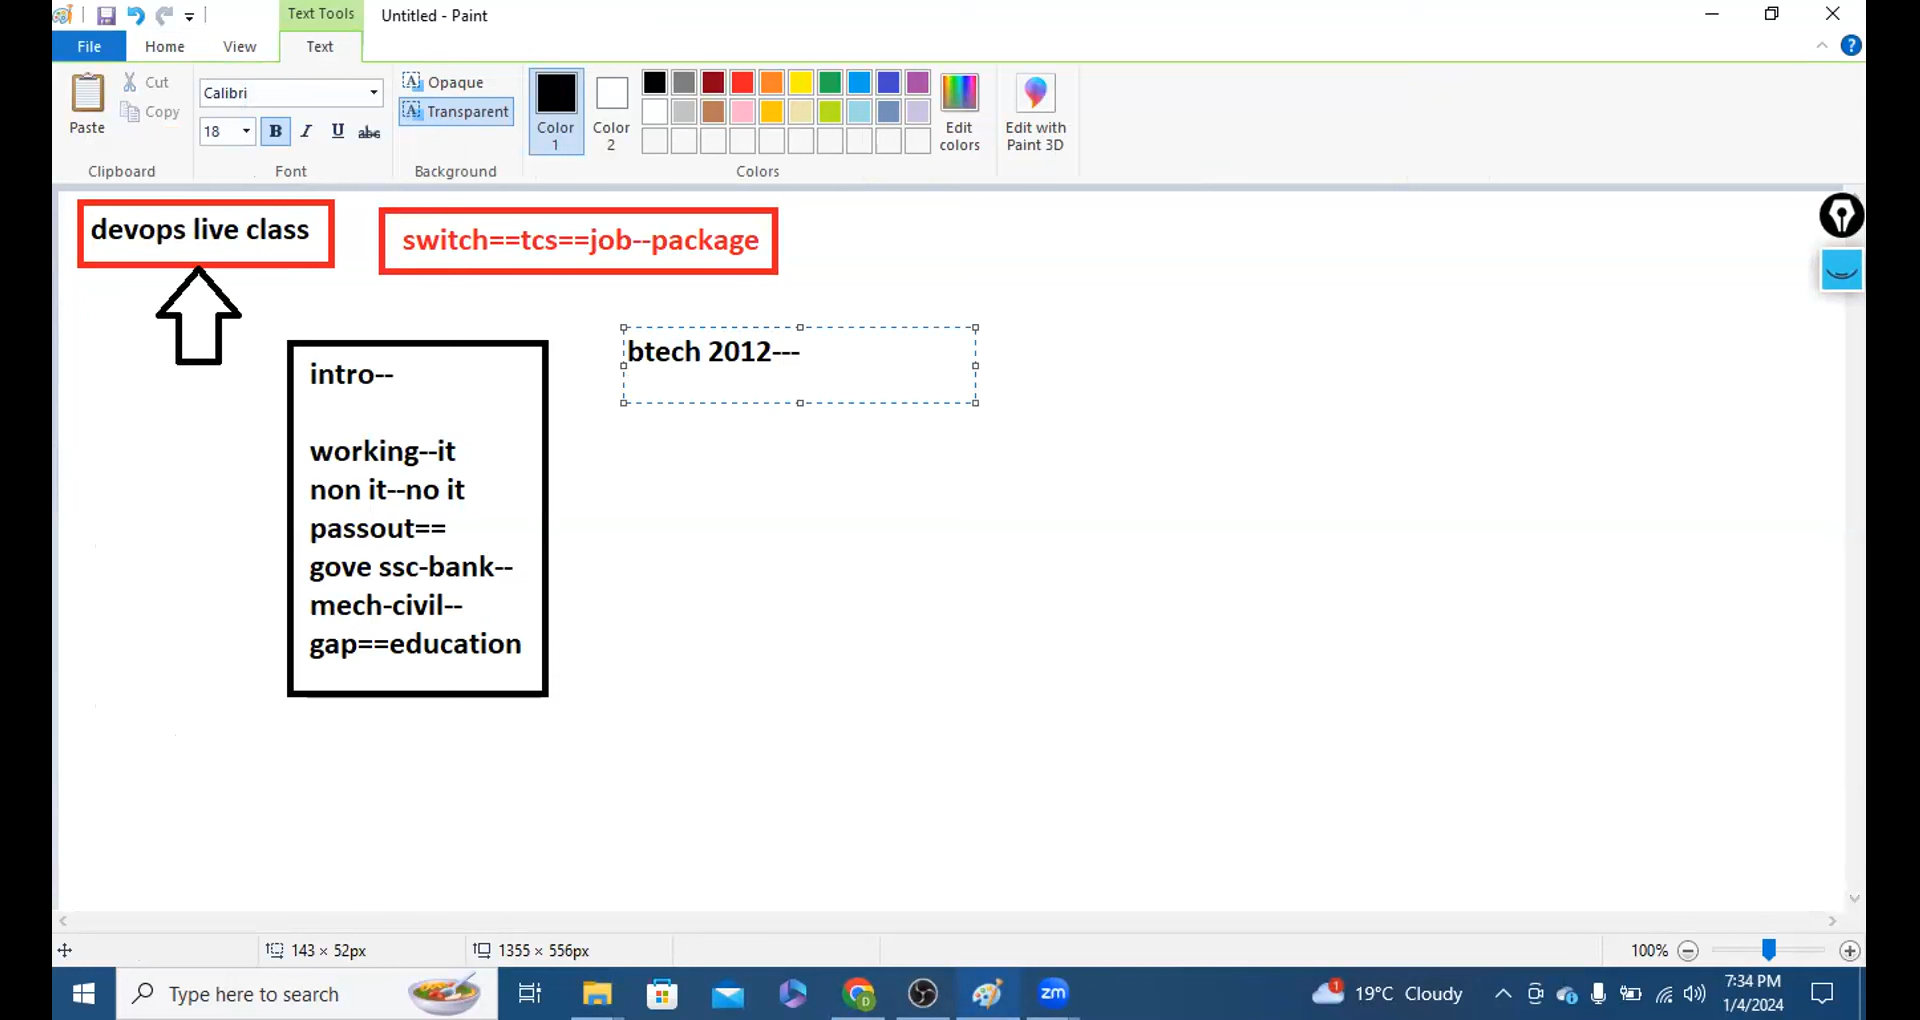 Text Tools
Untitled - Paint
File
Home
View
Text
Paste
Cut
Copy
Clipboard
Calibri
18
B
I
U
abc
Font
A Opaque
A Transparent
Background
Color 1
Color 2
Colors
Edit colors
Edit with Paint 3D
devops live class
switch==tcs==job--package
btech 2012---
intro--
working--it
non it--no it
passout==
gove ssc-bank--
mech-civil--
gap==education
143 × 52px
1355 × 556px
100%
Type here to search
D
zm
1
19°C Cloudy
7:34 PM
1/4/2024